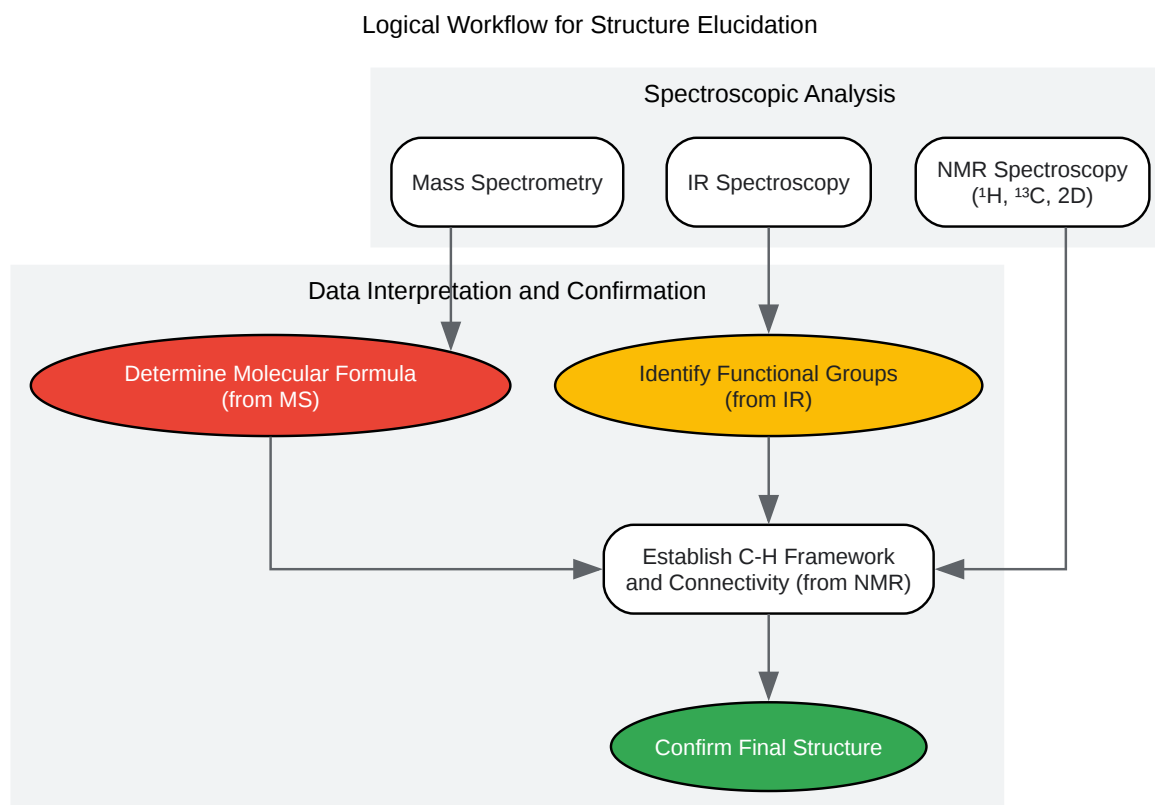 Logical Workflow for Structure Elucidation
Spectroscopic Analysis
Mass Spectrometry
IR Spectroscopy
NMR Spectroscopy
(¹H, ¹³C, 2D)
Data Interpretation and Confirmation
Determine Molecular Formula
(from MS)
Identify Functional Groups
(from IR)
Establish C-H Framework
and Connectivity (from NMR)
Confirm Final Structure